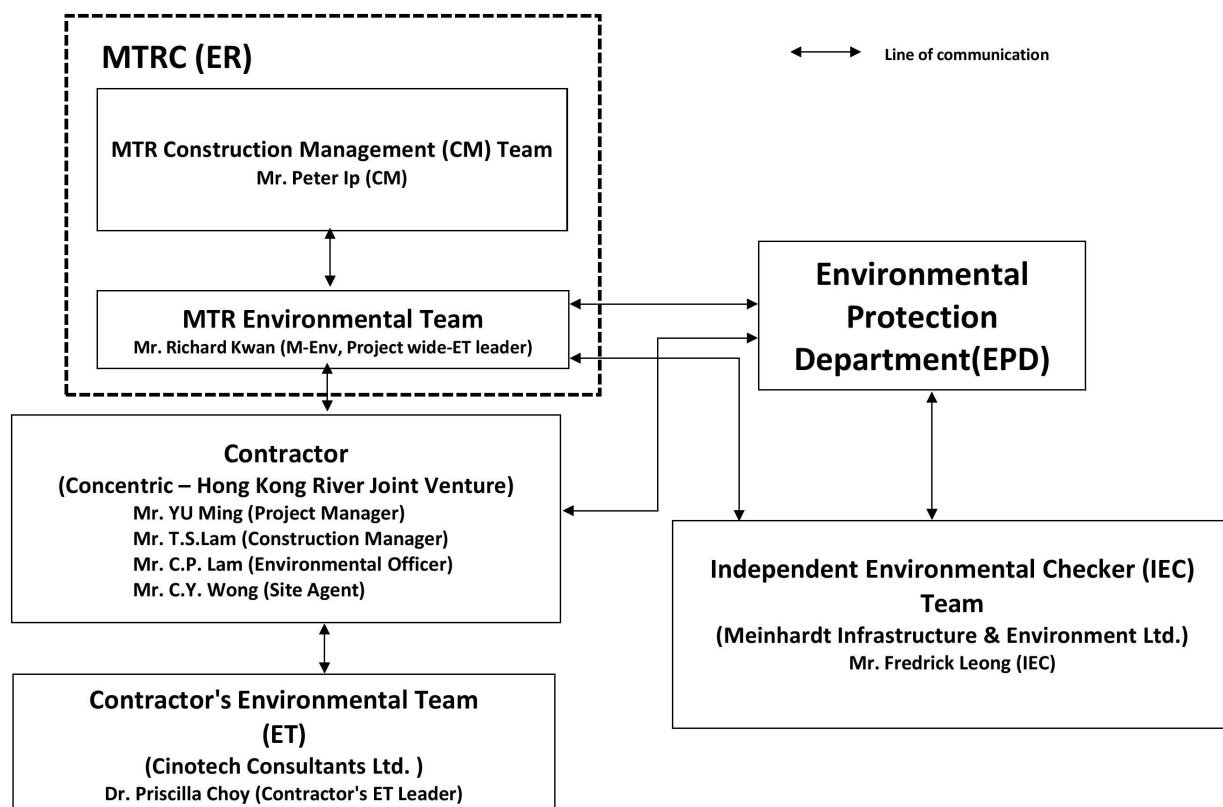 MTRC (ER)
Line of communication
MTR Construction Management (CM) Team
Mr. Peter Ip (CM)
MTR Environmental Team
Mr. Richard Kwan (M-Env, Project wide-ET leader)
Environmental
Protection
Department(EPD)
Contractor
(Concentric – Hong Kong River Joint Venture)
Mr. YU Ming (Project Manager)
Mr. T.S.Lam (Construction Manager)
Mr. C.P. Lam (Environmental Officer)
Mr. C.Y. Wong (Site Agent)
Independent Environmental Checker (IEC)
Team
(Meinhardt Infrastructure & Environment Ltd.)
Mr. Fredrick Leong (IEC)
Contractor's Environmental Team
(ET)
(Cinotech Consultants Ltd. )
Dr. Priscilla Choy (Contractor's ET Leader)